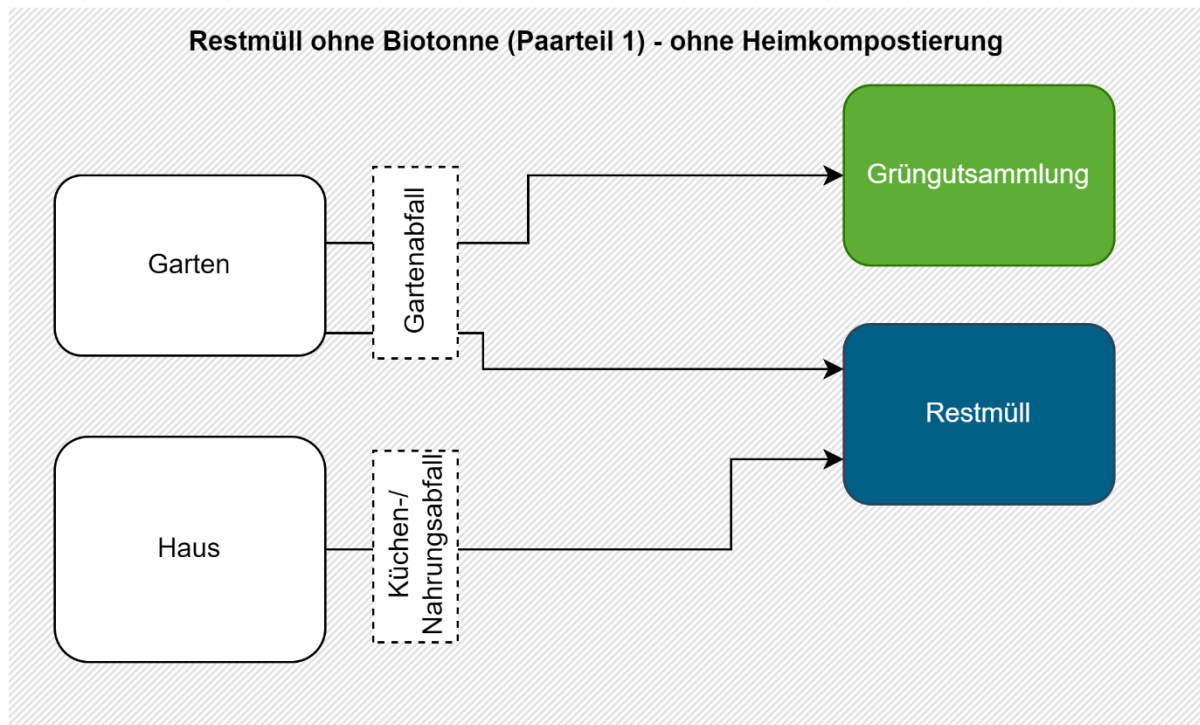 Restmüll ohne Biotonne (Paarteil 1) - ohne Heimkompostierung
Grüngutsammlung
Garten
Gartenabfall
Restmüll
Haus
Küchen-/
Nahrungsabfall